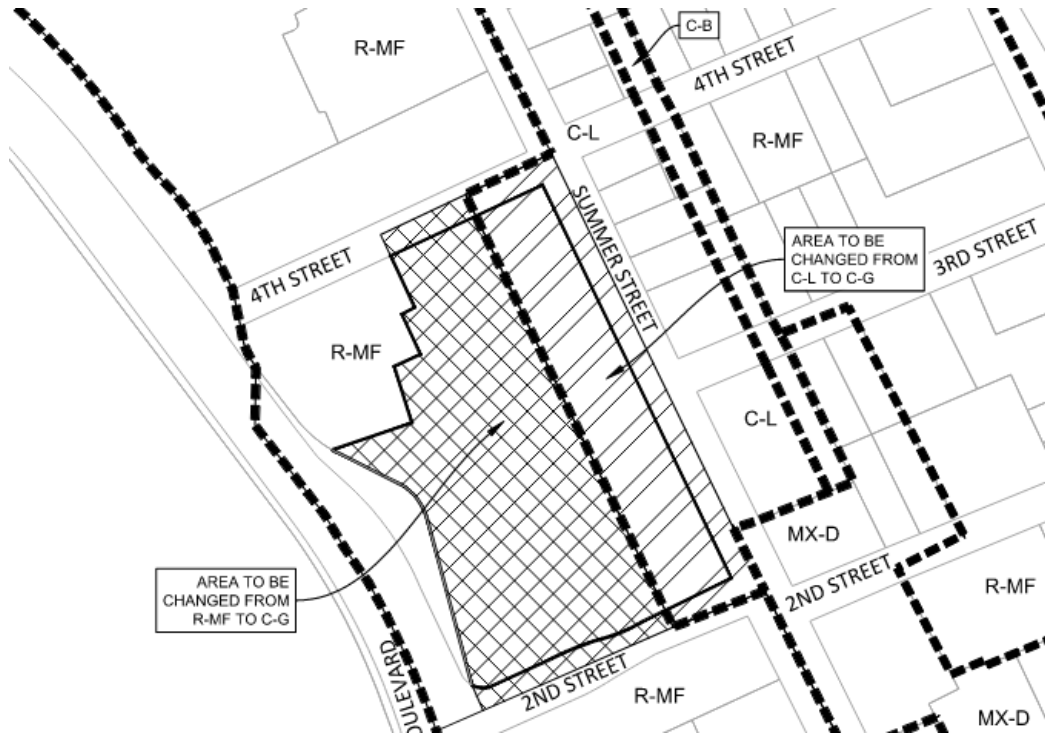 C-B
R-MF
4TH STREET
C-L
R-MF
SUMMER STREET
AREA TO BE
CHANGED FROM
C-L TO C-G
3RD STREET
4TH STREET
R-MF
C-L
MX-D
2ND STREET
AREA TO BE
CHANGED FROM
R-MF TO C-G
R-MF
2ND STREET
R-MF
OULEVARD
MX-D